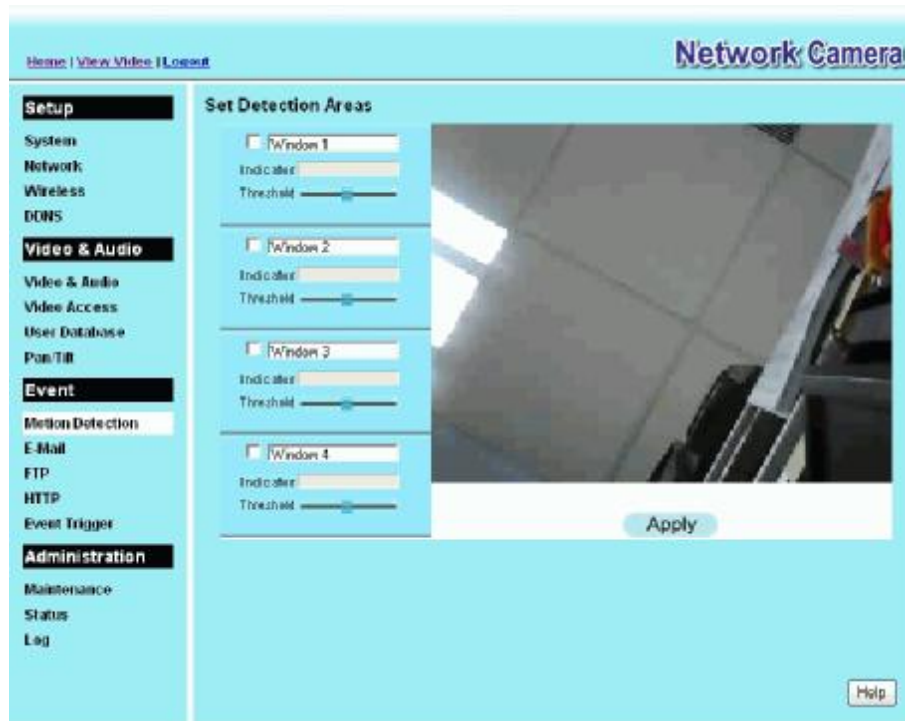 Home | View Video | Logout
Network Camera
Setup
System
Network
Wireless
DDNS
Video & Audio
Video & Audio
Video Access
User Database
Pan/Tilt
Event
Motion Detection
E-Mail
FTP
HTTP
Event Trigger
Administration
Maintenance
Status
Log
Set Detection Areas
Window 1
Indicator
Threshold
Window 2
Indicator
Threshold
Window 3
Indicator
Threshold
Window 4
Indicator
Threshold
Apply
Help